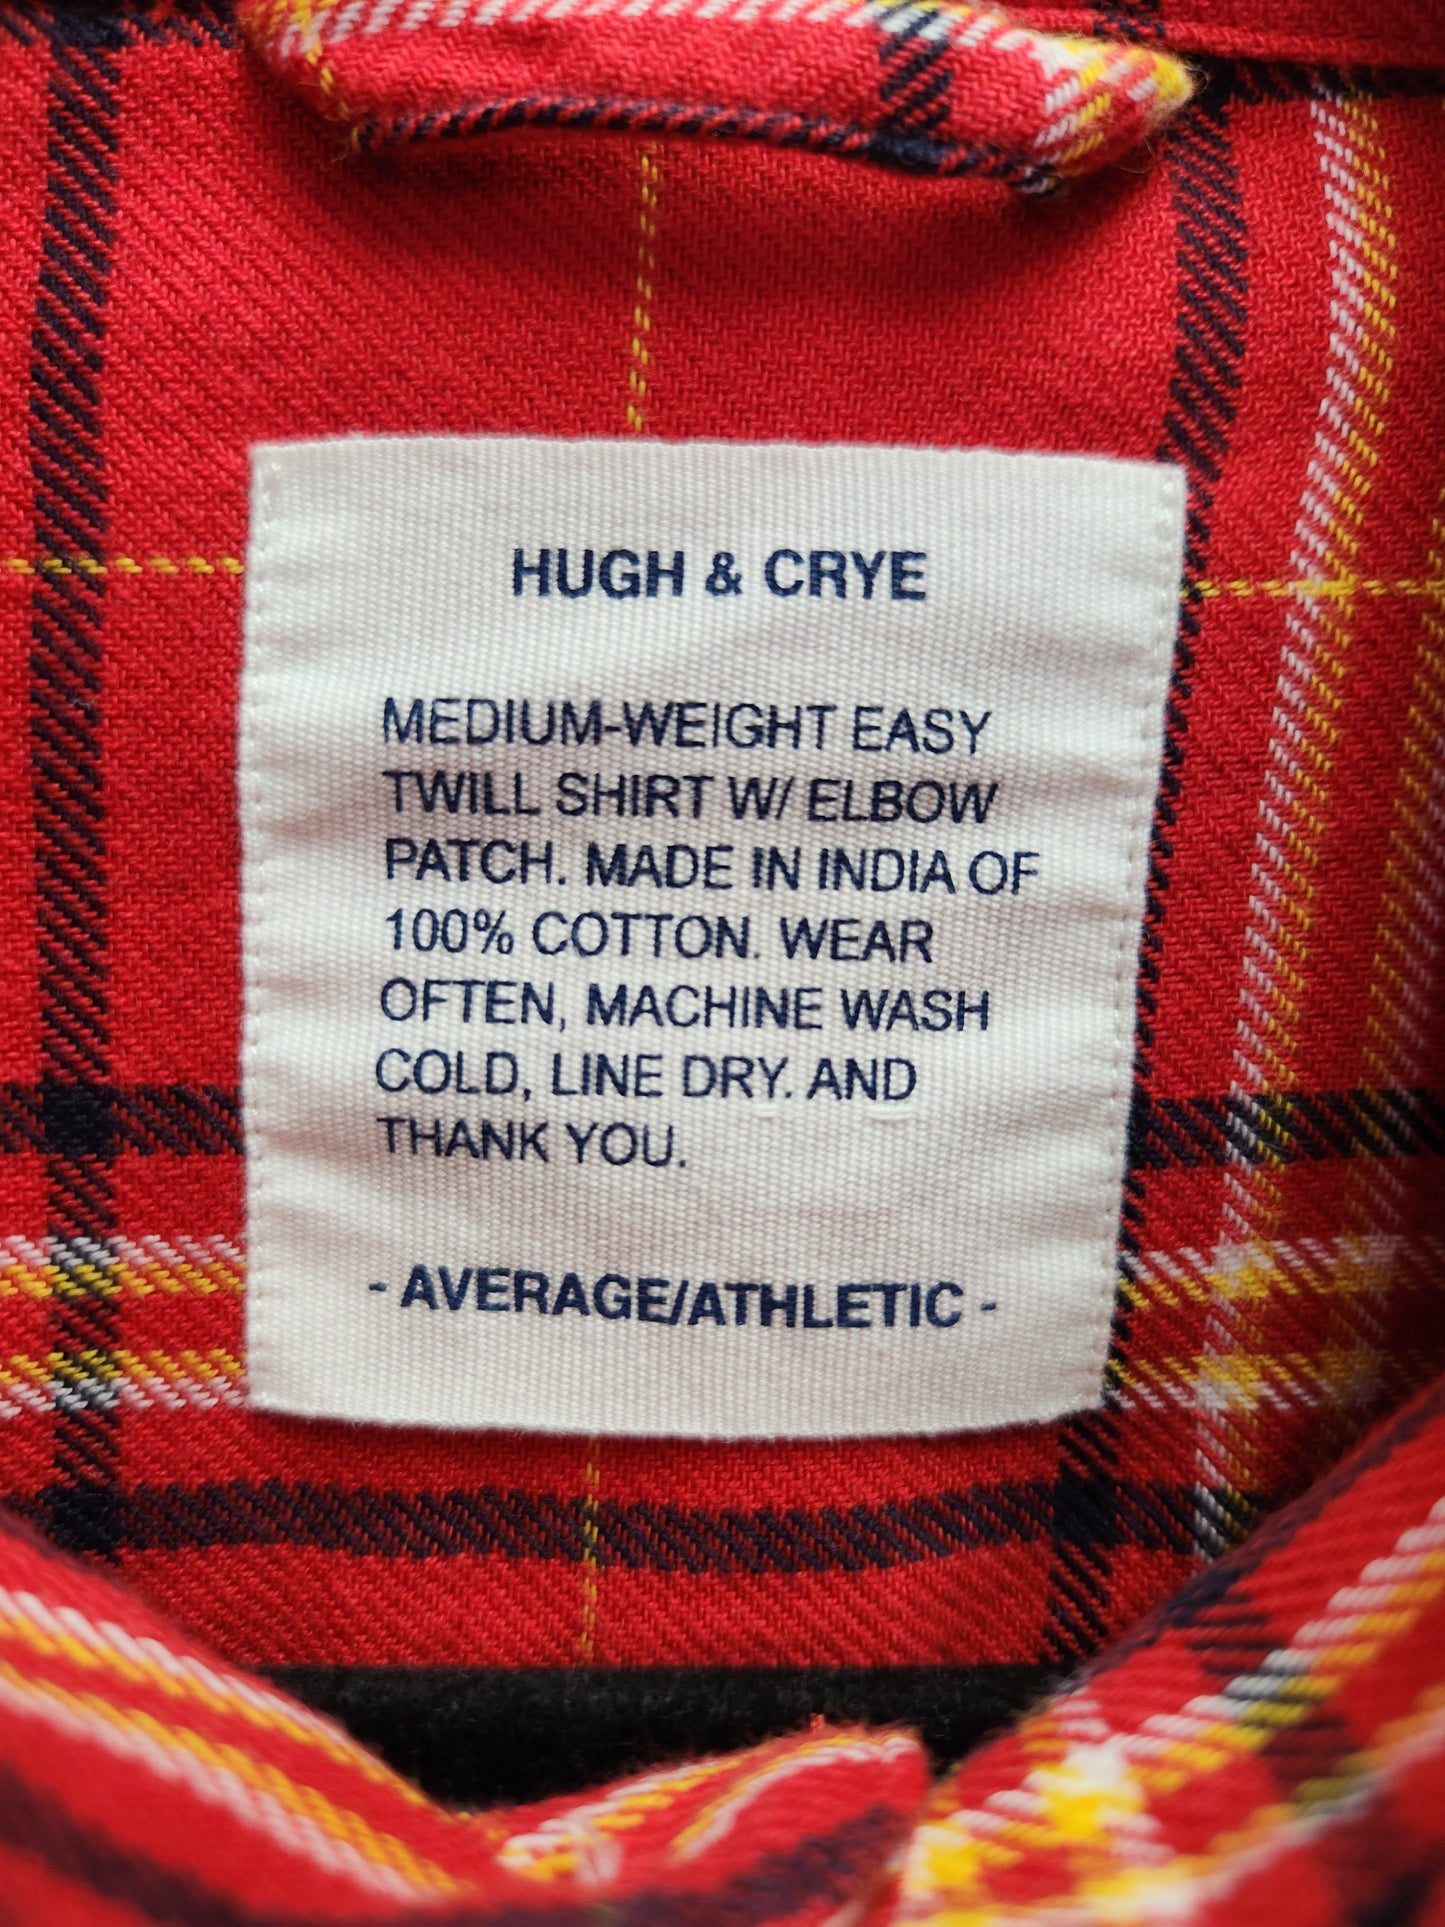 HUGH & CRYE
MEDIUM-WEIGHT EASY
TWILL SHIRT W/ ELBOW
PATCH. MADE IN INDIA OF
100% COTTON. WEAR
OFTEN, MACHINE WASH
COLD, LINE DRY. AND
THANK YOU.
- AVERAGE/ATHLETIC -